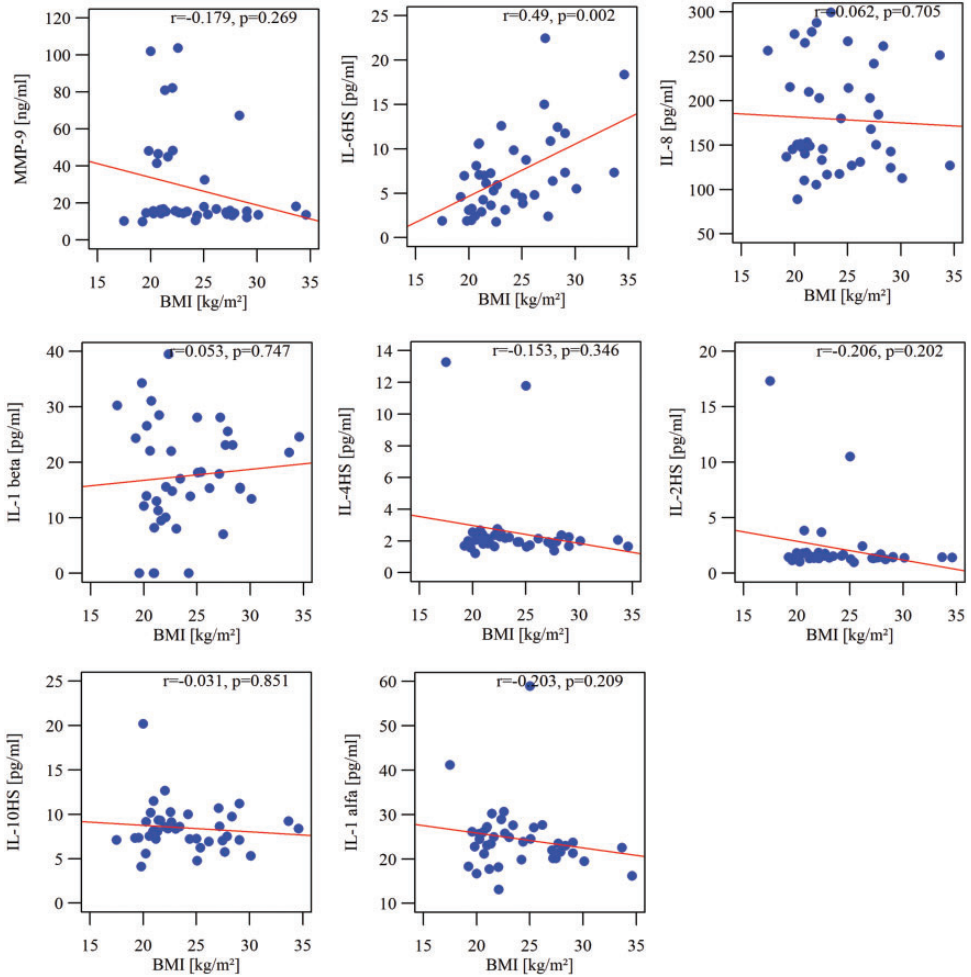 r=-0.179, p=0.269
MMP-9 [ng/ml]
120
100
80
60
40
20
0
15 20 25 30 35
BMI [kg/m²]
r=0.49, p=0.002
IL-6HS [pg/ml]
25
20
15
10
5
0
15 20 25 30 35
BMI [kg/m²]
r=-0.062, p=0.705
IL-8 [pg/ml]
300
250
200
150
100
50
15 20 25 30 35
BMI [kg/m²]
r=0.053, p=0.747
IL-1 beta [pg/ml]
40
30
20
10
0
15 20 25 30 35
BMI [kg/m²]
r=-0.153, p=0.346
IL-4HS [pg/ml]
14
12
10
8
6
4
2
0
15 20 25 30 35
BMI [kg/m²]
r=-0.206, p=0.202
IL-2HS [pg/ml]
20
15
10
5
0
15 20 25 30 35
BMI [kg/m²]
r=-0.031, p=0.851
IL-10HS [pg/ml]
25
20
15
10
5
0
15 20 25 30 35
BMI [kg/m²]
r=-0.203, p=0.209
IL-1 alfa [pg/ml]
60
50
40
30
20
10
15 20 25 30 35
BMI [kg/m²]